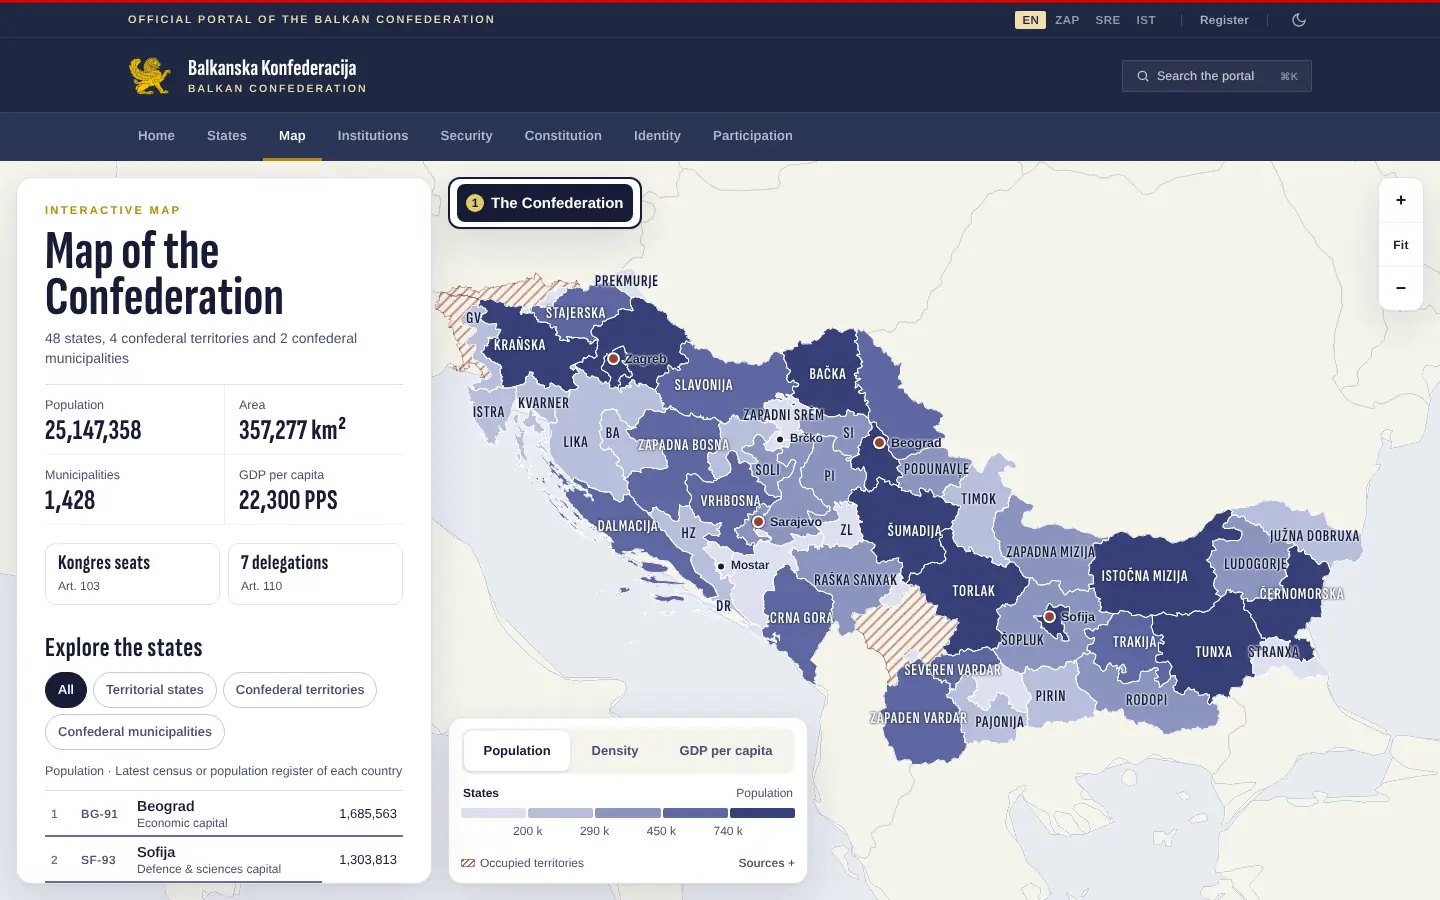 OFFICIAL PORTAL OF THE BALKAN CONFEDERATION
EN ZAP SRE IST Register
Balkanska Konfederacija
BALKAN CONFEDERATION
Search the portal ⌘K
Home States Map Institutions Security Constitution Identity Participation
INTERACTIVE MAP
Map of the
Confederation
48 states, 4 confederal territories and 2 confederal
municipalities
Population
25,147,358
Area
357,277 km²
Municipalities
1,428
GDP per capita
22,300 PPS
Kongres seats
Art. 103
7 delegations
Art. 110
Explore the states
All Territorial states Confederal territories
Confederal municipalities
Population · Latest census or population register of each country
1 BG-91 Beograd 1,685,563
Economic capital
2 SF-93 Sofija 1,303,813
Defence & sciences capital
1 The Confederation
+
Fit
−
PREKMURJE
GV
ŠTAJERSKA
KRAŃSKA
Zagreb
BAČKA
SLAVONIJA
ISTRA
KVARNER
ZAPADNI SREM
LIKA
BA
ZAPADNA BOSNA
Brčko
SI
Beograd
SOLI
PI
PODUNAVLE
VRHBOSNA
TIMOK
DALMACIJA
HZ
Sarajevo
ZL
ŠUMADIJA
JUŽNA DOBRUXA
ZAPADNA MIZIJA
Mostar
RAŠKA SANXAK
LUDOGORJE
ISTOČNA MIZIJA
TORLAK
ČERNOMORSKA
DR
CRNA GORA
Sofija
ŠOPLUK
TRAKIJA
TUNXA
STRANXA
SEVEREN VARDAR
PIRIN
RODOPI
ZAPADEN VARDAR
PAJONIJA
Population Density GDP per capita
States Population
200 k 290 k 450 k 740 k
Occupied territories Sources +